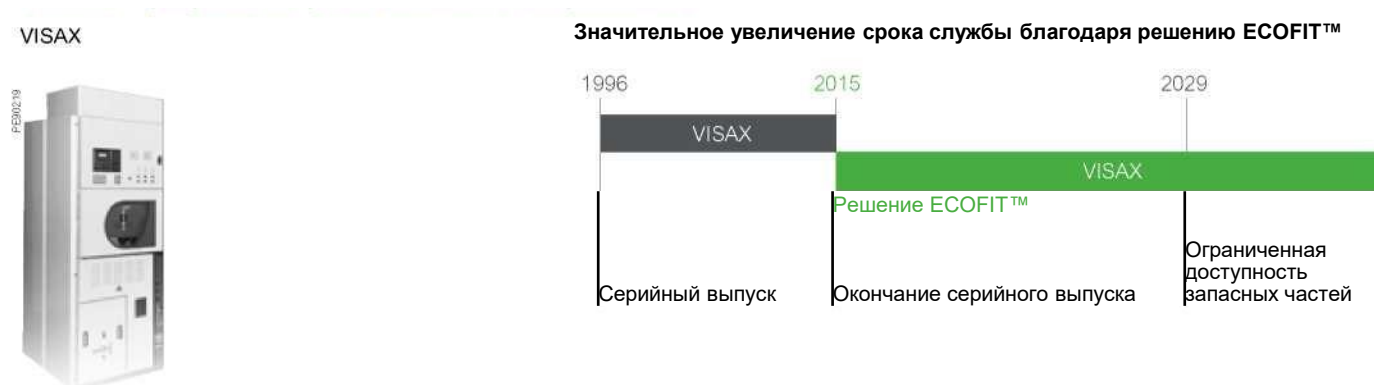 VISAX
Значительное увеличение срока службы благодаря решению ECOFIT™
PE90219
1996
2015
2029
VISAX
VISAX
Решение ECOFIT™
Серийный выпуск
Окончание серийного выпуска
Ограниченная
доступность
запасных частей